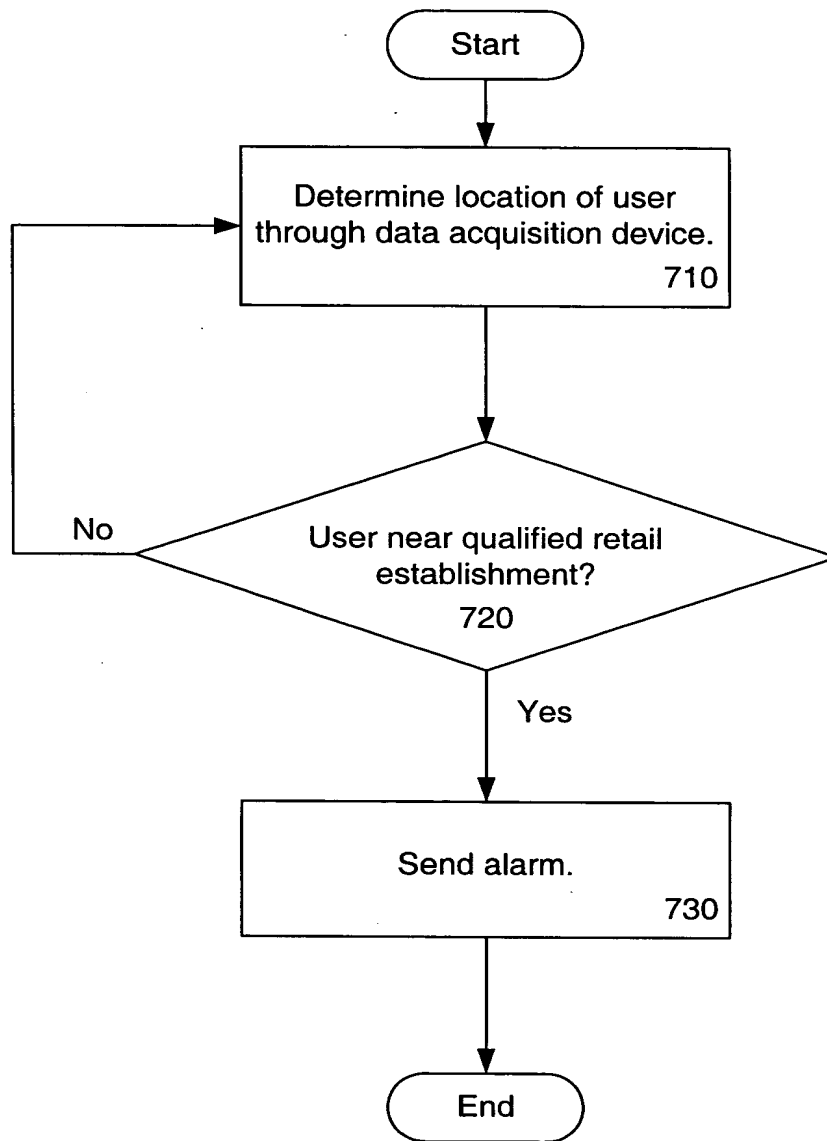 Start
Determine location of user
through data acquisition device.
710
No
User near qualified retail
establishment?
720
Yes
Send alarm.
730
End